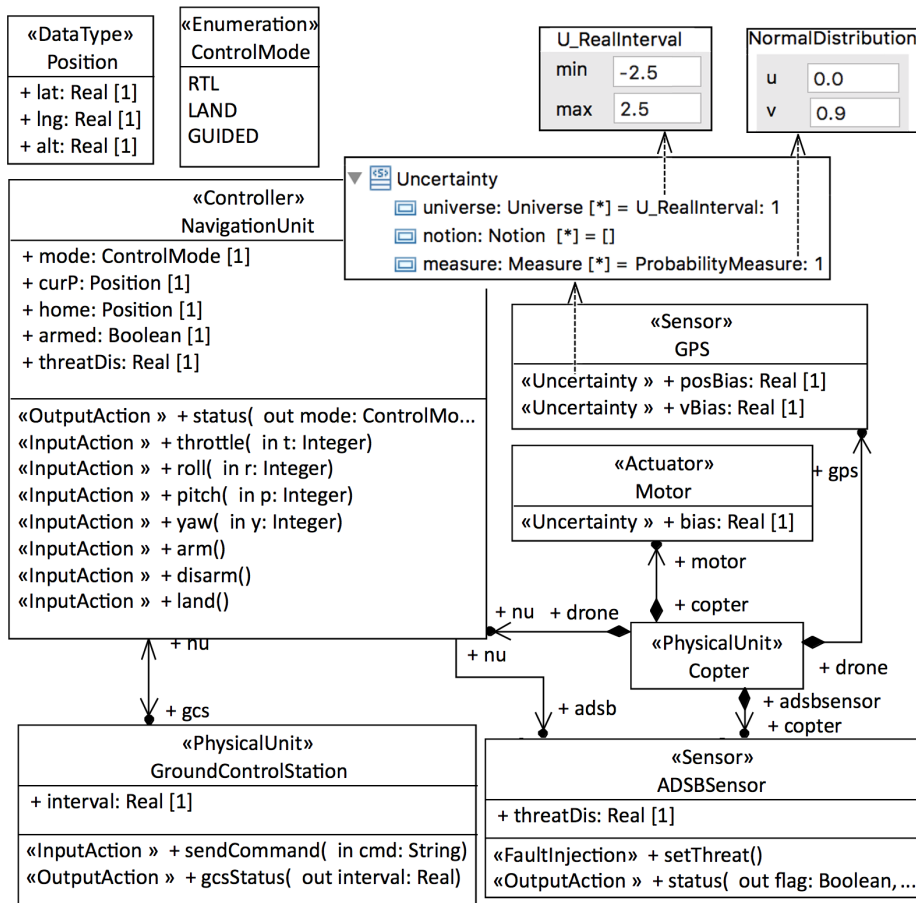 «DataType»
Position
+ lat: Real [1]
+ lng: Real [1]
+ alt: Real [1]
«Enumeration»
ControlMode
RTL
LAND
GUIDED
U_RealInterval
min -2.5
max 2.5
NormalDistribution
u 0.0
v 0.9
«S» Uncertainty
universe: Universe [*] = U_RealInterval: 1
notion: Notion [*] = []
measure: Measure [*] = ProbabilityMeasure: 1
«Controller»
NavigationUnit
+ mode: ControlMode [1]
+ curP: Position [1]
+ home: Position [1]
+ armed: Boolean [1]
+ threatDis: Real [1]
«OutputAction » + status( out mode: ControlMo...
«InputAction » + throttle( in t: Integer)
«InputAction » + roll( in r: Integer)
«InputAction » + pitch( in p: Integer)
«InputAction » + yaw( in y: Integer)
«InputAction » + arm()
«InputAction » + disarm()
«InputAction » + land()
«Sensor»
GPS
«Uncertainty » + posBias: Real [1]
«Uncertainty » + vBias: Real [1]
«Actuator»
Motor
«Uncertainty » + bias: Real [1]
+ gps
+ motor
+ copter
+ nu
+ drone
«PhysicalUnit»
Copter
+ drone
+ nu
+ nu
+ adsbsensor
+ copter
+ gcs
+ adsb
«PhysicalUnit»
GroundControlStation
+ interval: Real [1]
«InputAction » + sendCommand( in cmd: String)
«OutputAction » + gcsStatus( out interval: Real)
«Sensor»
ADSBSensor
+ threatDis: Real [1]
«FaultInjection» + setThreat()
«OutputAction » + status( out flag: Boolean, ...